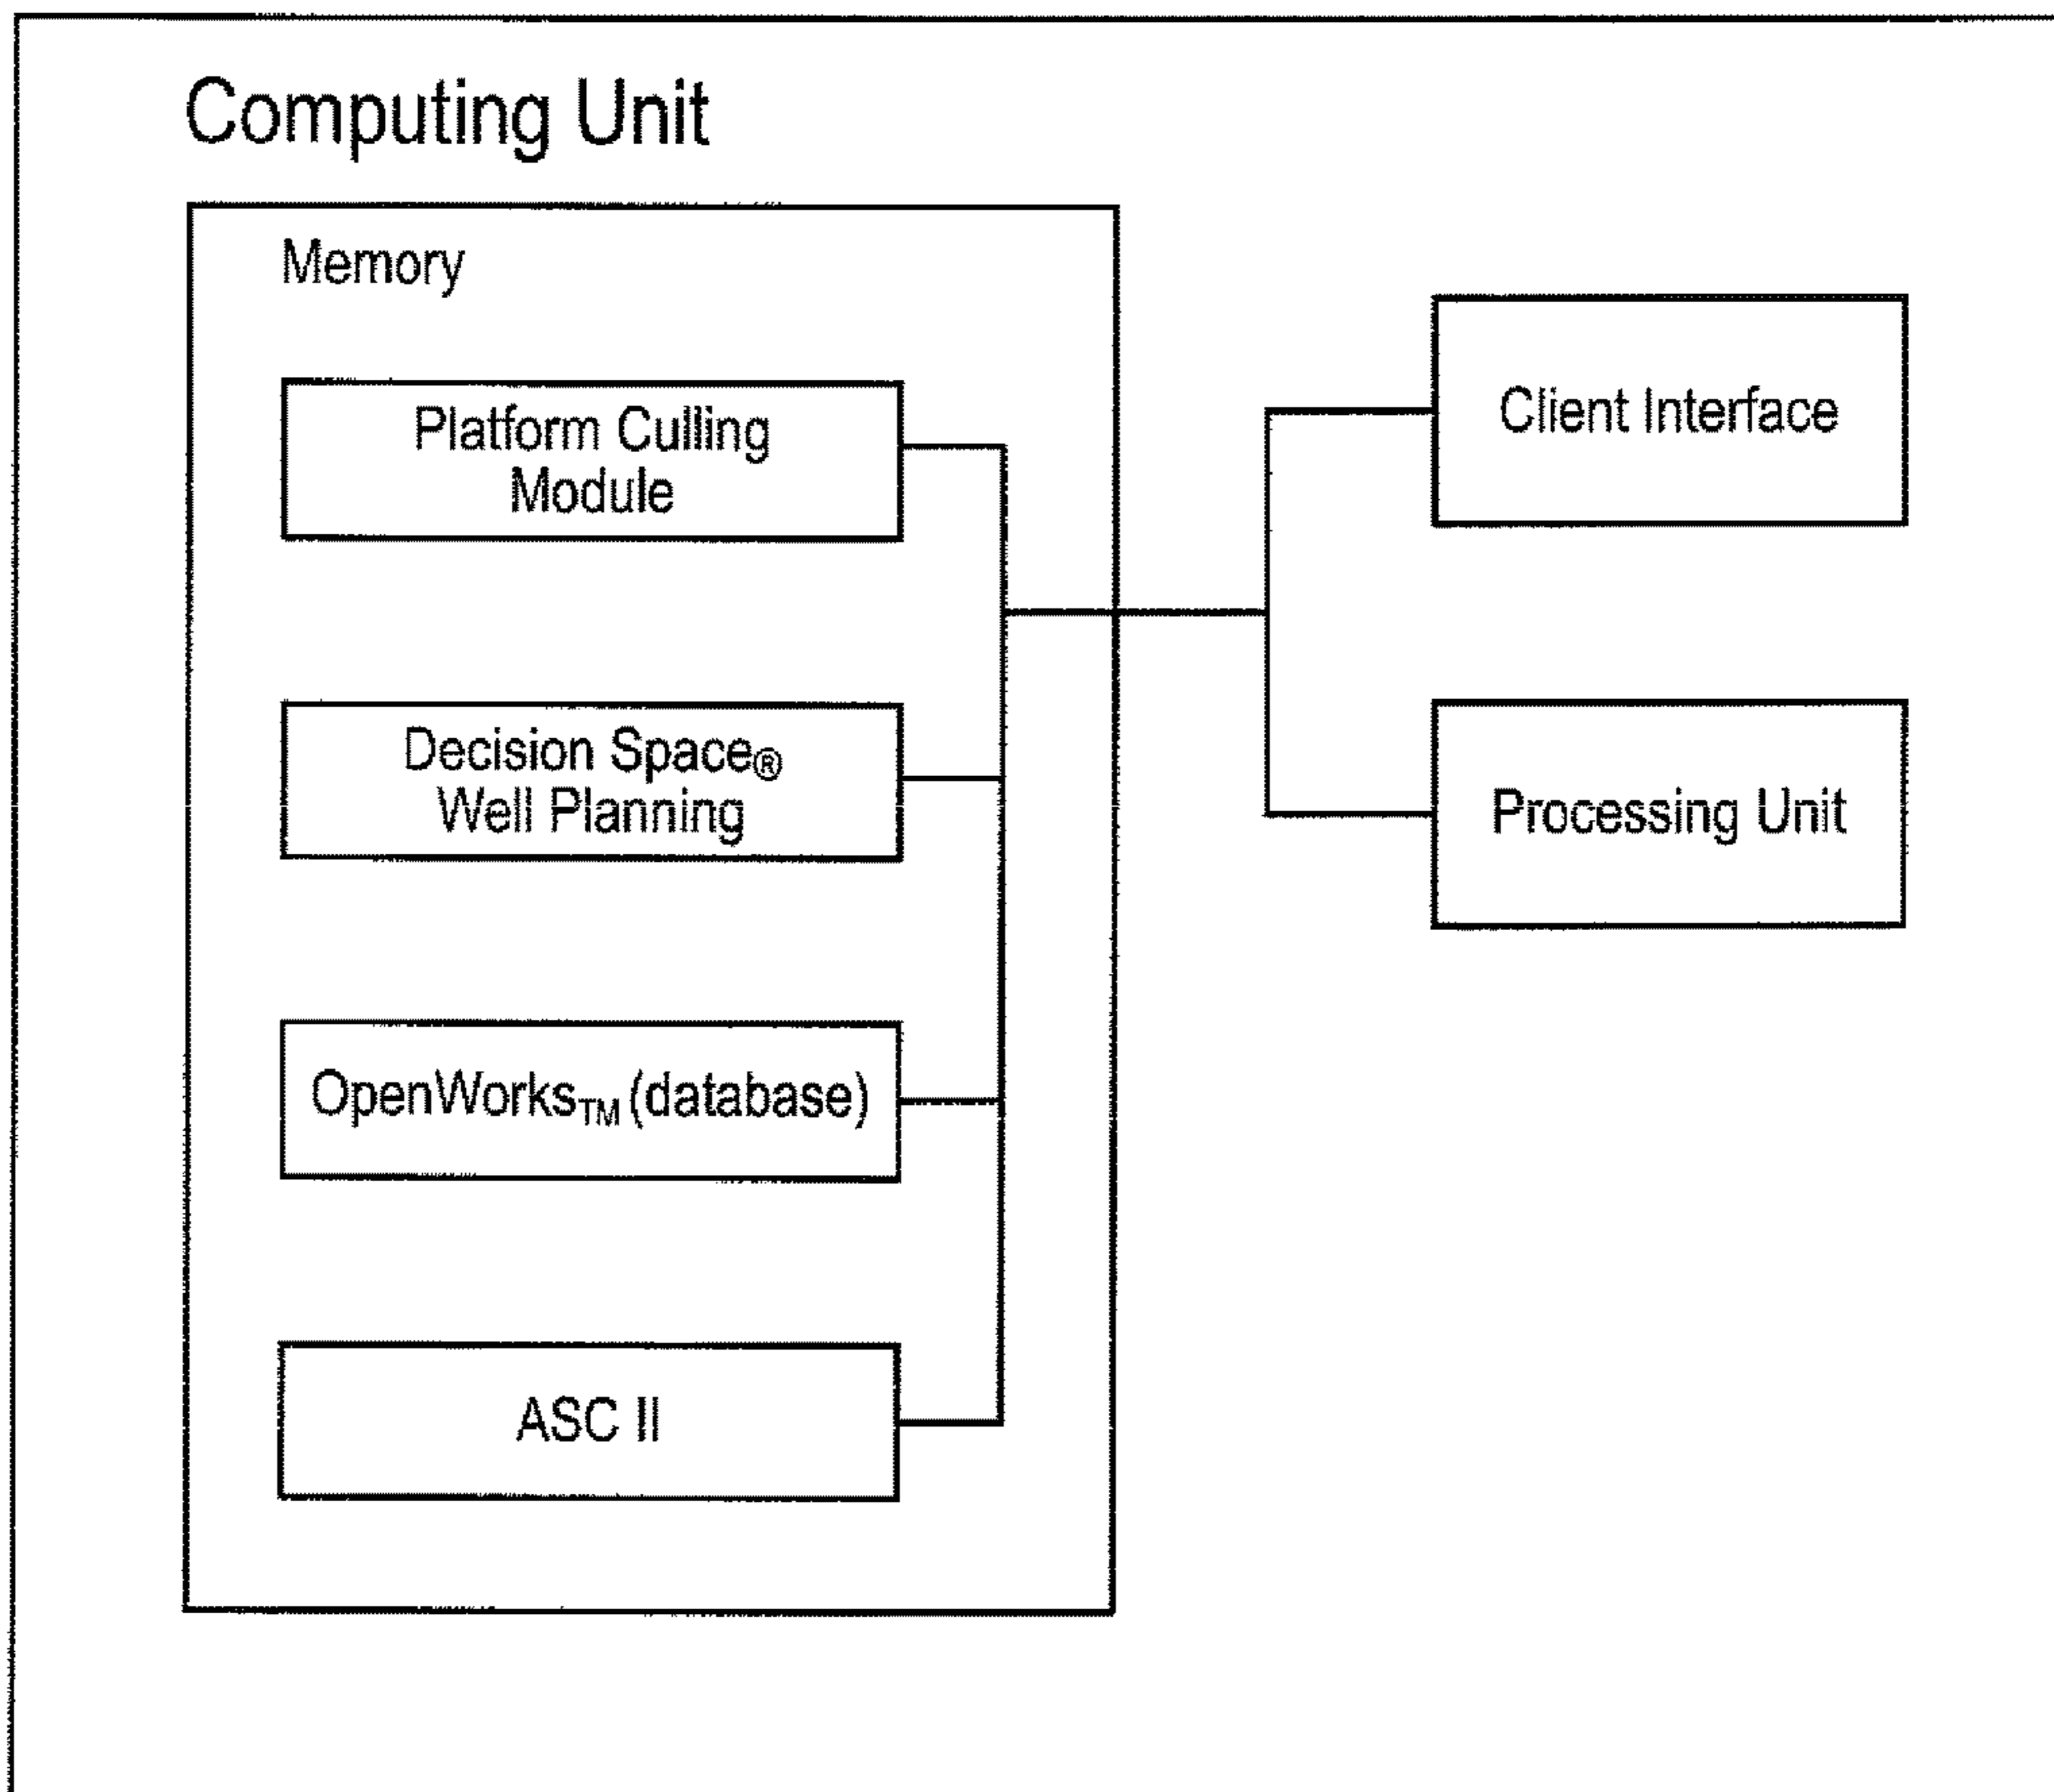 Computing Unit
Memory
Platform Culling
Module
Decision Space®
Well Planning
OpenWorks™ (database)
ASC II
Client Interface
Processing Unit